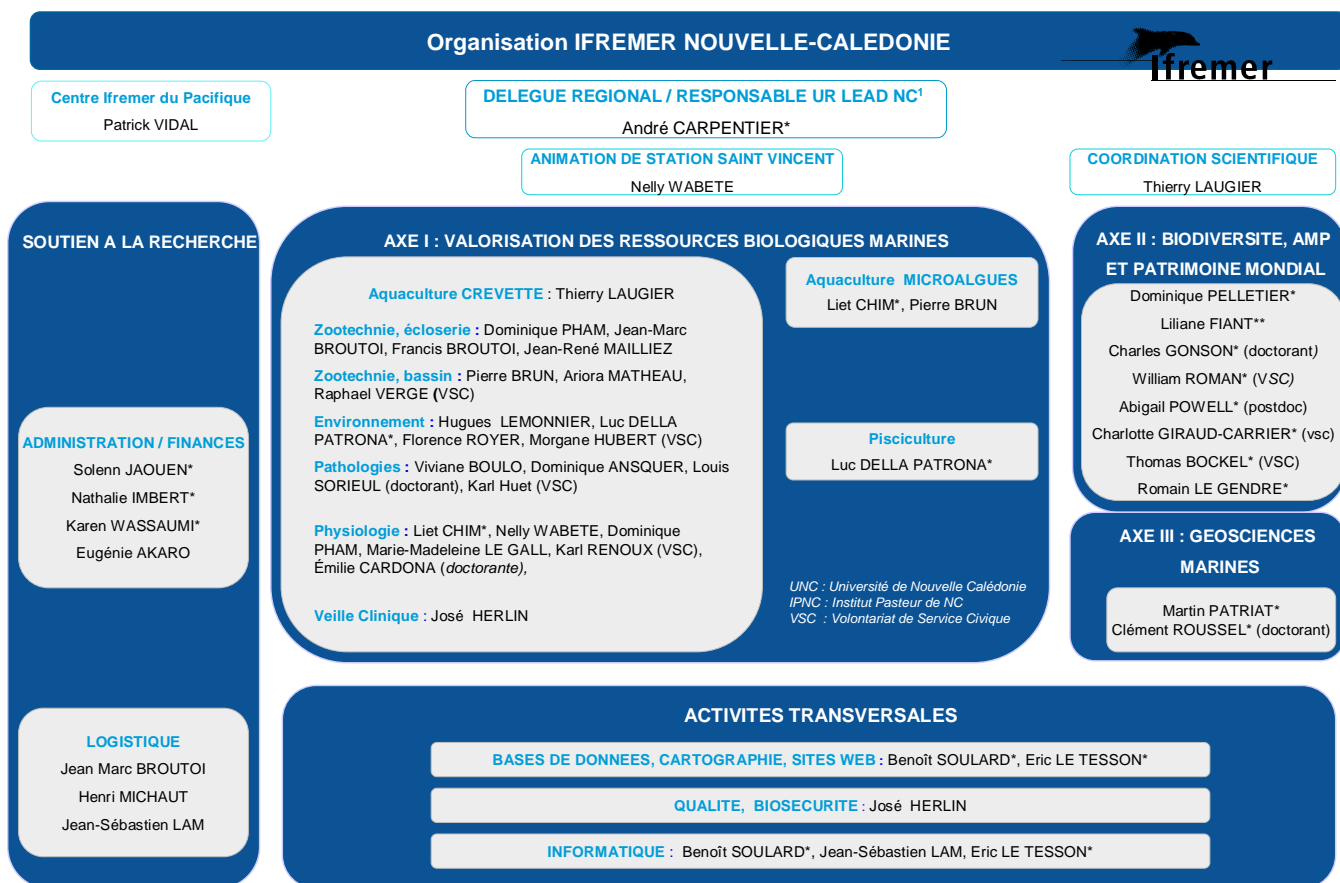 Organisation IFREMER NOUVELLE-CALEDONIE
Ifremer
Centre Ifremer du Pacifique
Patrick VIDAL
DELEGUE REGIONAL / RESPONSABLE UR LEAD NC¹
André CARPENTIER*
ANIMATION DE STATION SAINT VINCENT
Nelly WABETE
COORDINATION SCIENTIFIQUE
Thierry LAUGIER
SOUTIEN A LA RECHERCHE
ADMINISTRATION / FINANCES
Solenn JAOUEN*
Nathalie IMBERT*
Karen WASSAUMI*
Eugénie AKARO
LOGISTIQUE
Jean Marc BROUTOI
Henri MICHAUT
Jean-Sébastien LAM
AXE I : VALORISATION DES RESSOURCES BIOLOGIQUES MARINES
Aquaculture CREVETTE : Thierry LAUGIER
Zootechnie, écloserie : Dominique PHAM, Jean-Marc
BROUTOI, Francis BROUTOI, Jean-René MAILLIEZ
Zootechnie, bassin : Pierre BRUN, Ariora MATHEAU,
Raphael VERGE (VSC)
Environnement : Hugues LEMONNIER, Luc DELLA
PATRONA*, Florence ROYER, Morgane HUBERT (VSC)
Pathologies : Viviane BOULO, Dominique ANSQUER, Louis
SORIEUL (doctorant), Karl Huet (VSC)
Physiologie : Liet CHIM*, Nelly WABETE, Dominique
PHAM, Marie-Madeleine LE GALL, Karl RENOUX (VSC),
Émilie CARDONA (doctorante),
Veille Clinique : José HERLIN
Aquaculture MICROALGUES
Liet CHIM*, Pierre BRUN
Pisciculture
Luc DELLA PATRONA*
UNC : Université de Nouvelle Calédonie
IPNC : Institut Pasteur de NC
VSC : Volontariat de Service Civique
AXE II : BIODIVERSITE, AMP
ET PATRIMOINE MONDIAL
Dominique PELLETIER*
Liliane FIANT**
Charles GONSON* (doctorant)
William ROMAN* (VSC)
Abigail POWELL* (postdoc)
Charlotte GIRAUD-CARRIER* (vsc)
Thomas BOCKEL* (VSC)
Romain LE GENDRE*
AXE III : GEOSCIENCES
MARINES
Martin PATRIAT*
Clément ROUSSEL* (doctorant)
ACTIVITES TRANSVERSALES
BASES DE DONNEES, CARTOGRAPHIE, SITES WEB : Benoît SOULARD*, Eric LE TESSON*
QUALITE, BIOSECURITE : José HERLIN
INFORMATIQUE : Benoît SOULARD*, Jean-Sébastien LAM, Eric LE TESSON*